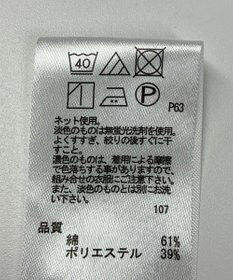 40
P
P63
ネット使用。
淡色のものは無蛍光洗剤を使用。
よくすすぎ、絞りの後すぐに干
すこと。
濃色のものは、着用による摩擦
で色落ちする事がありますので、
組み合せの衣服にご注意下さい。
また、淡色のものとは別にお洗
い下さい。
107
品質
綿 61%
ポリエステル 39%